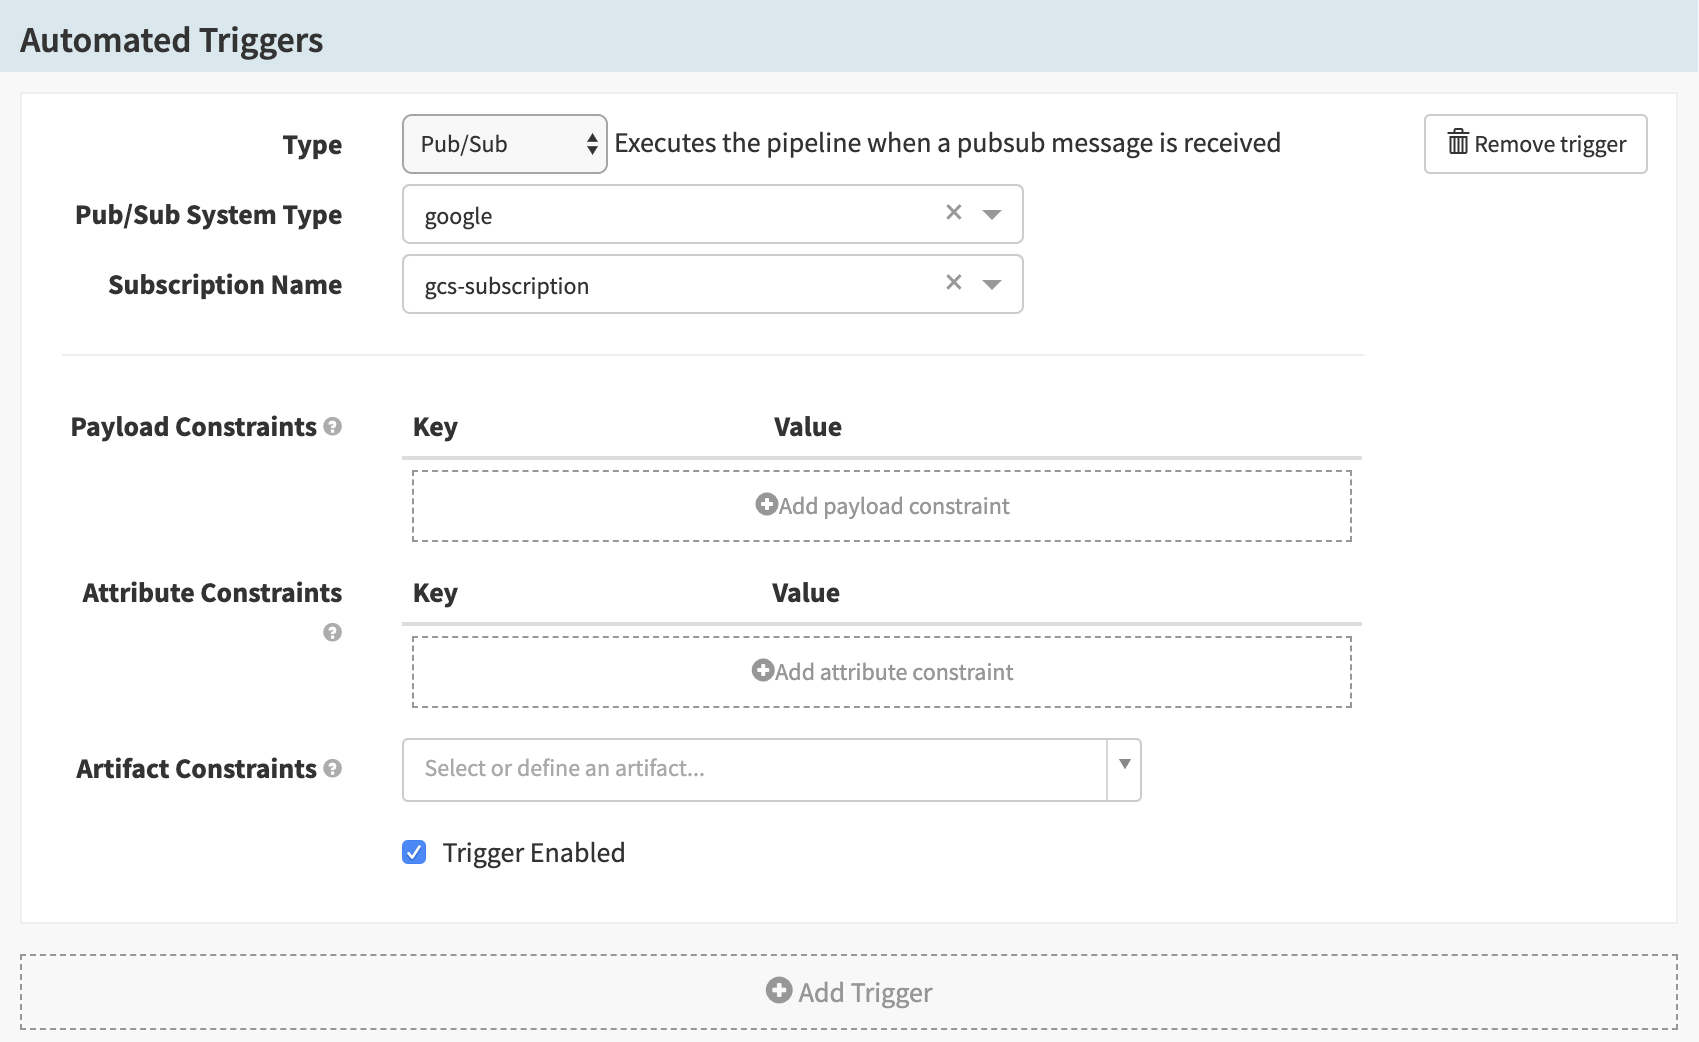 Automated Triggers
Type Pub/Sub Executes the pipeline when a pubsub message is received Remove trigger
Pub/Sub System Type google
Subscription Name gcs-subscription
Payload Constraints Key Value
Add payload constraint
Attribute Constraints Key Value
Add attribute constraint
Artifact Constraints Select or define an artifact...
Trigger Enabled
Add Trigger